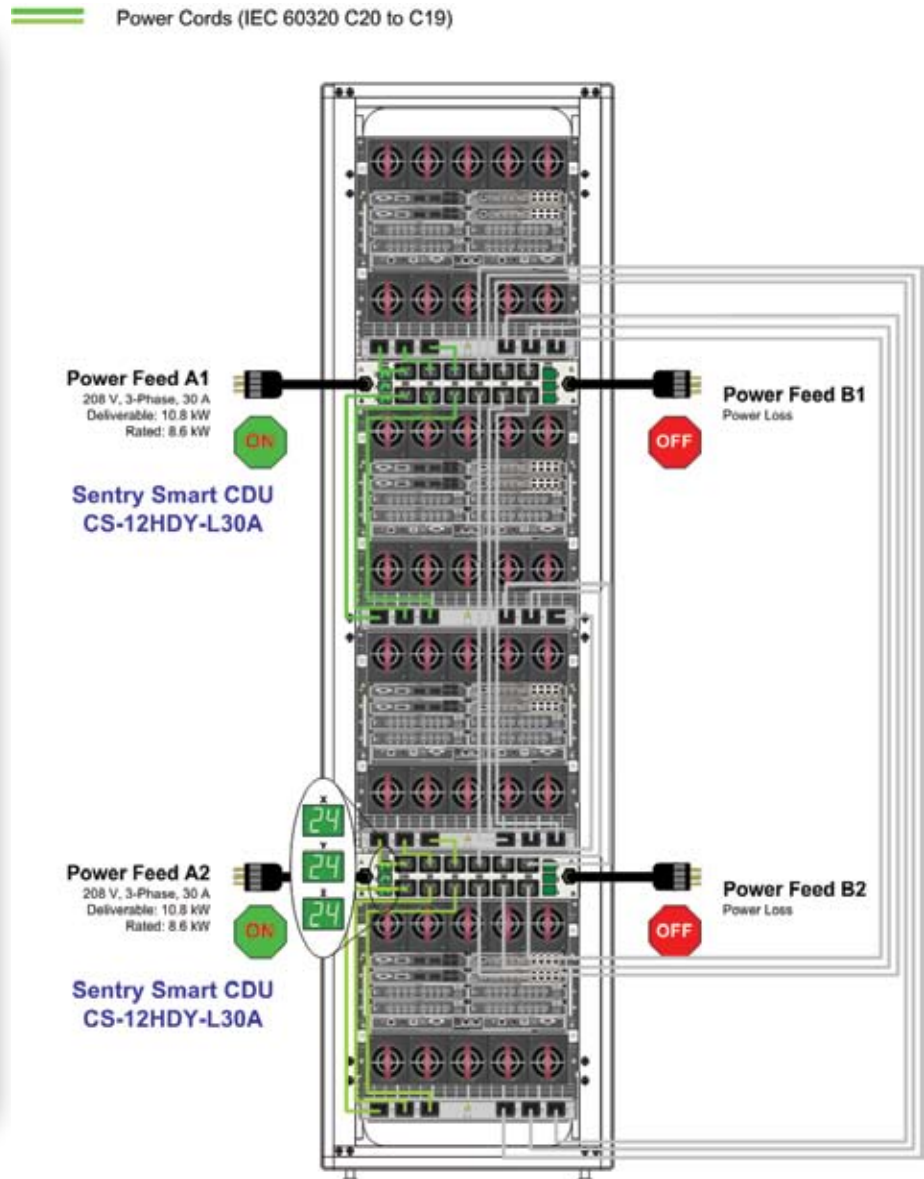 Power Cords (IEC 60320 C20 to C19)
Power Feed A1
208 V, 3-Phase, 30 A
Deliverable: 10.8 kW
Rated: 8.6 kW
ON
Sentry Smart CDU
CS-12HDY-L30A
Power Feed B1
Power Loss
OFF
X
24
Y
24
24
Power Feed A2
208 V, 3-Phase, 30 A
Deliverable: 10.8 kW
Rated: 8.6 kW
ON
Sentry Smart CDU
CS-12HDY-L30A
Power Feed B2
Power Loss
OFF